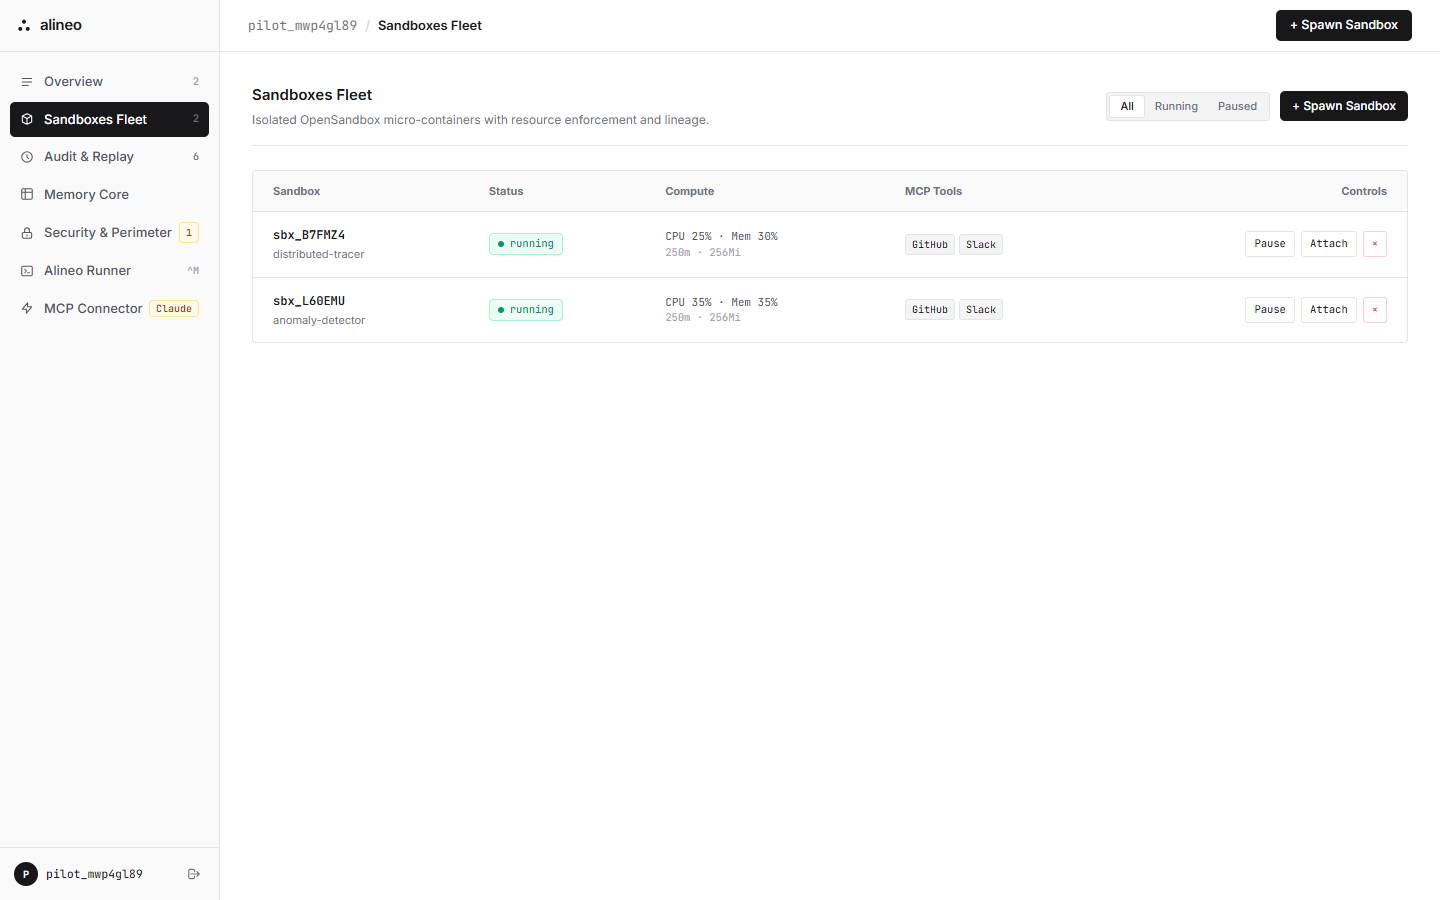 alineo
pilot_mwp4gl89 / Sandboxes Fleet
+ Spawn Sandbox
Overview 2
Sandboxes Fleet 2
Audit & Replay 6
Memory Core
Security & Perimeter 1
Alineo Runner ^M
MCP Connector Claude
Sandboxes Fleet
Isolated OpenSandbox micro-containers with resource enforcement and lineage.
All Running Paused
+ Spawn Sandbox
Sandbox Status Compute MCP Tools Controls
sbx_B7FMZ4
distributed-tracer
running
CPU 25% · Mem 30%
250m · 256Mi
GitHub Slack
Pause Attach ×
sbx_L60EMU
anomaly-detector
running
CPU 35% · Mem 35%
250m · 256Mi
GitHub Slack
Pause Attach ×
P pilot_mwp4gl89